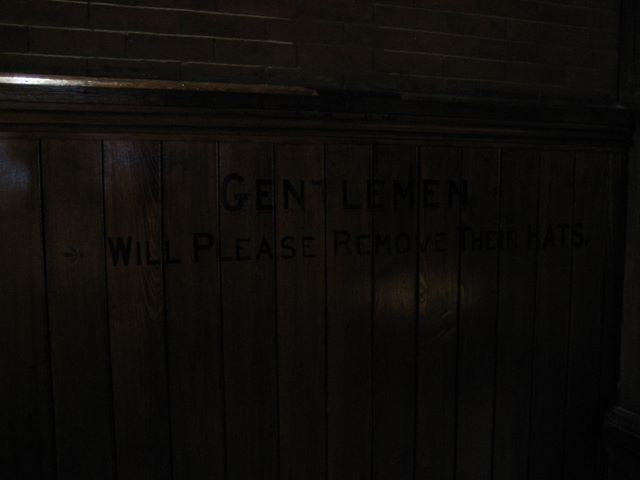 GENTLEMEN
WILL PLEASE REMOVE THEIR HATS.